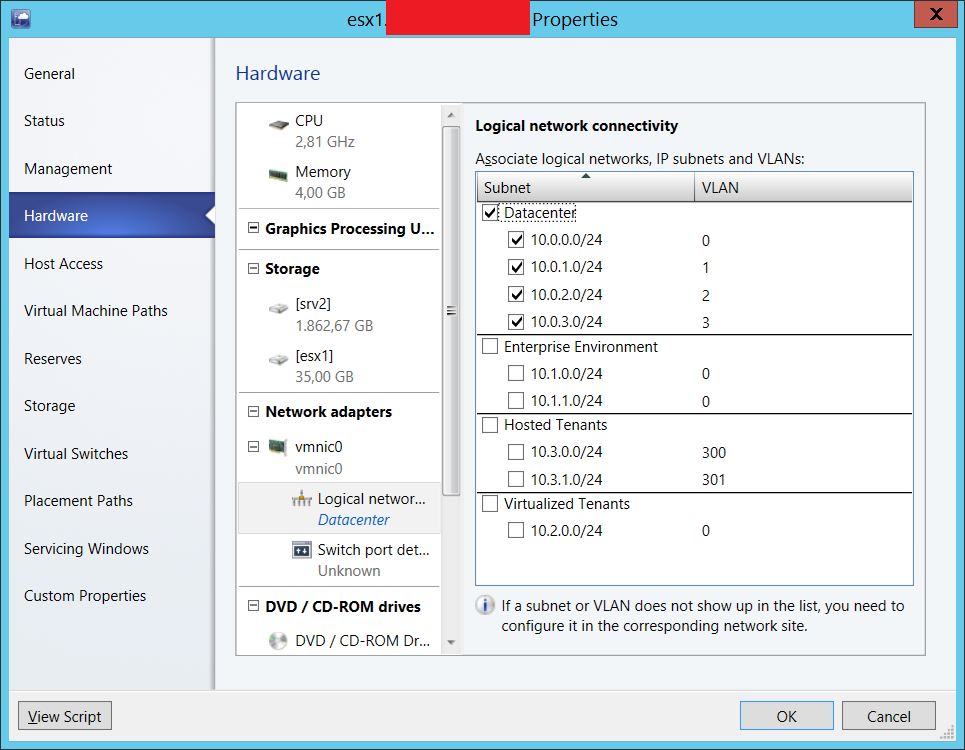 esx1. Properties
X
General
Status
Management
Hardware
Host Access
Virtual Machine Paths
Reserves
Storage
Virtual Switches
Placement Paths
Servicing Windows
Custom Properties
Hardware
CPU
2,81 GHz
Memory
4,00 GB
Graphics Processing U...
Storage
[srv2]
1.862,67 GB
[esx1]
35,00 GB
Network adapters
vmnic0
vmnic0
Logical networ...
Datacenter
Switch port det...
Unknown
DVD / CD-ROM drives
DVD / CD-ROM Dr...
Logical network connectivity
Associate logical networks, IP subnets and VLANs:
Subnet VLAN
Datacenter
10.0.0.0/24 0
10.0.1.0/24 1
10.0.2.0/24 2
10.0.3.0/24 3
Enterprise Environment
10.1.0.0/24 0
10.1.1.0/24 0
Hosted Tenants
10.3.0.0/24 300
10.3.1.0/24 301
Virtualized Tenants
10.2.0.0/24 0
If a subnet or VLAN does not show up in the list, you need to
configure it in the corresponding network site.
View Script
OK
Cancel